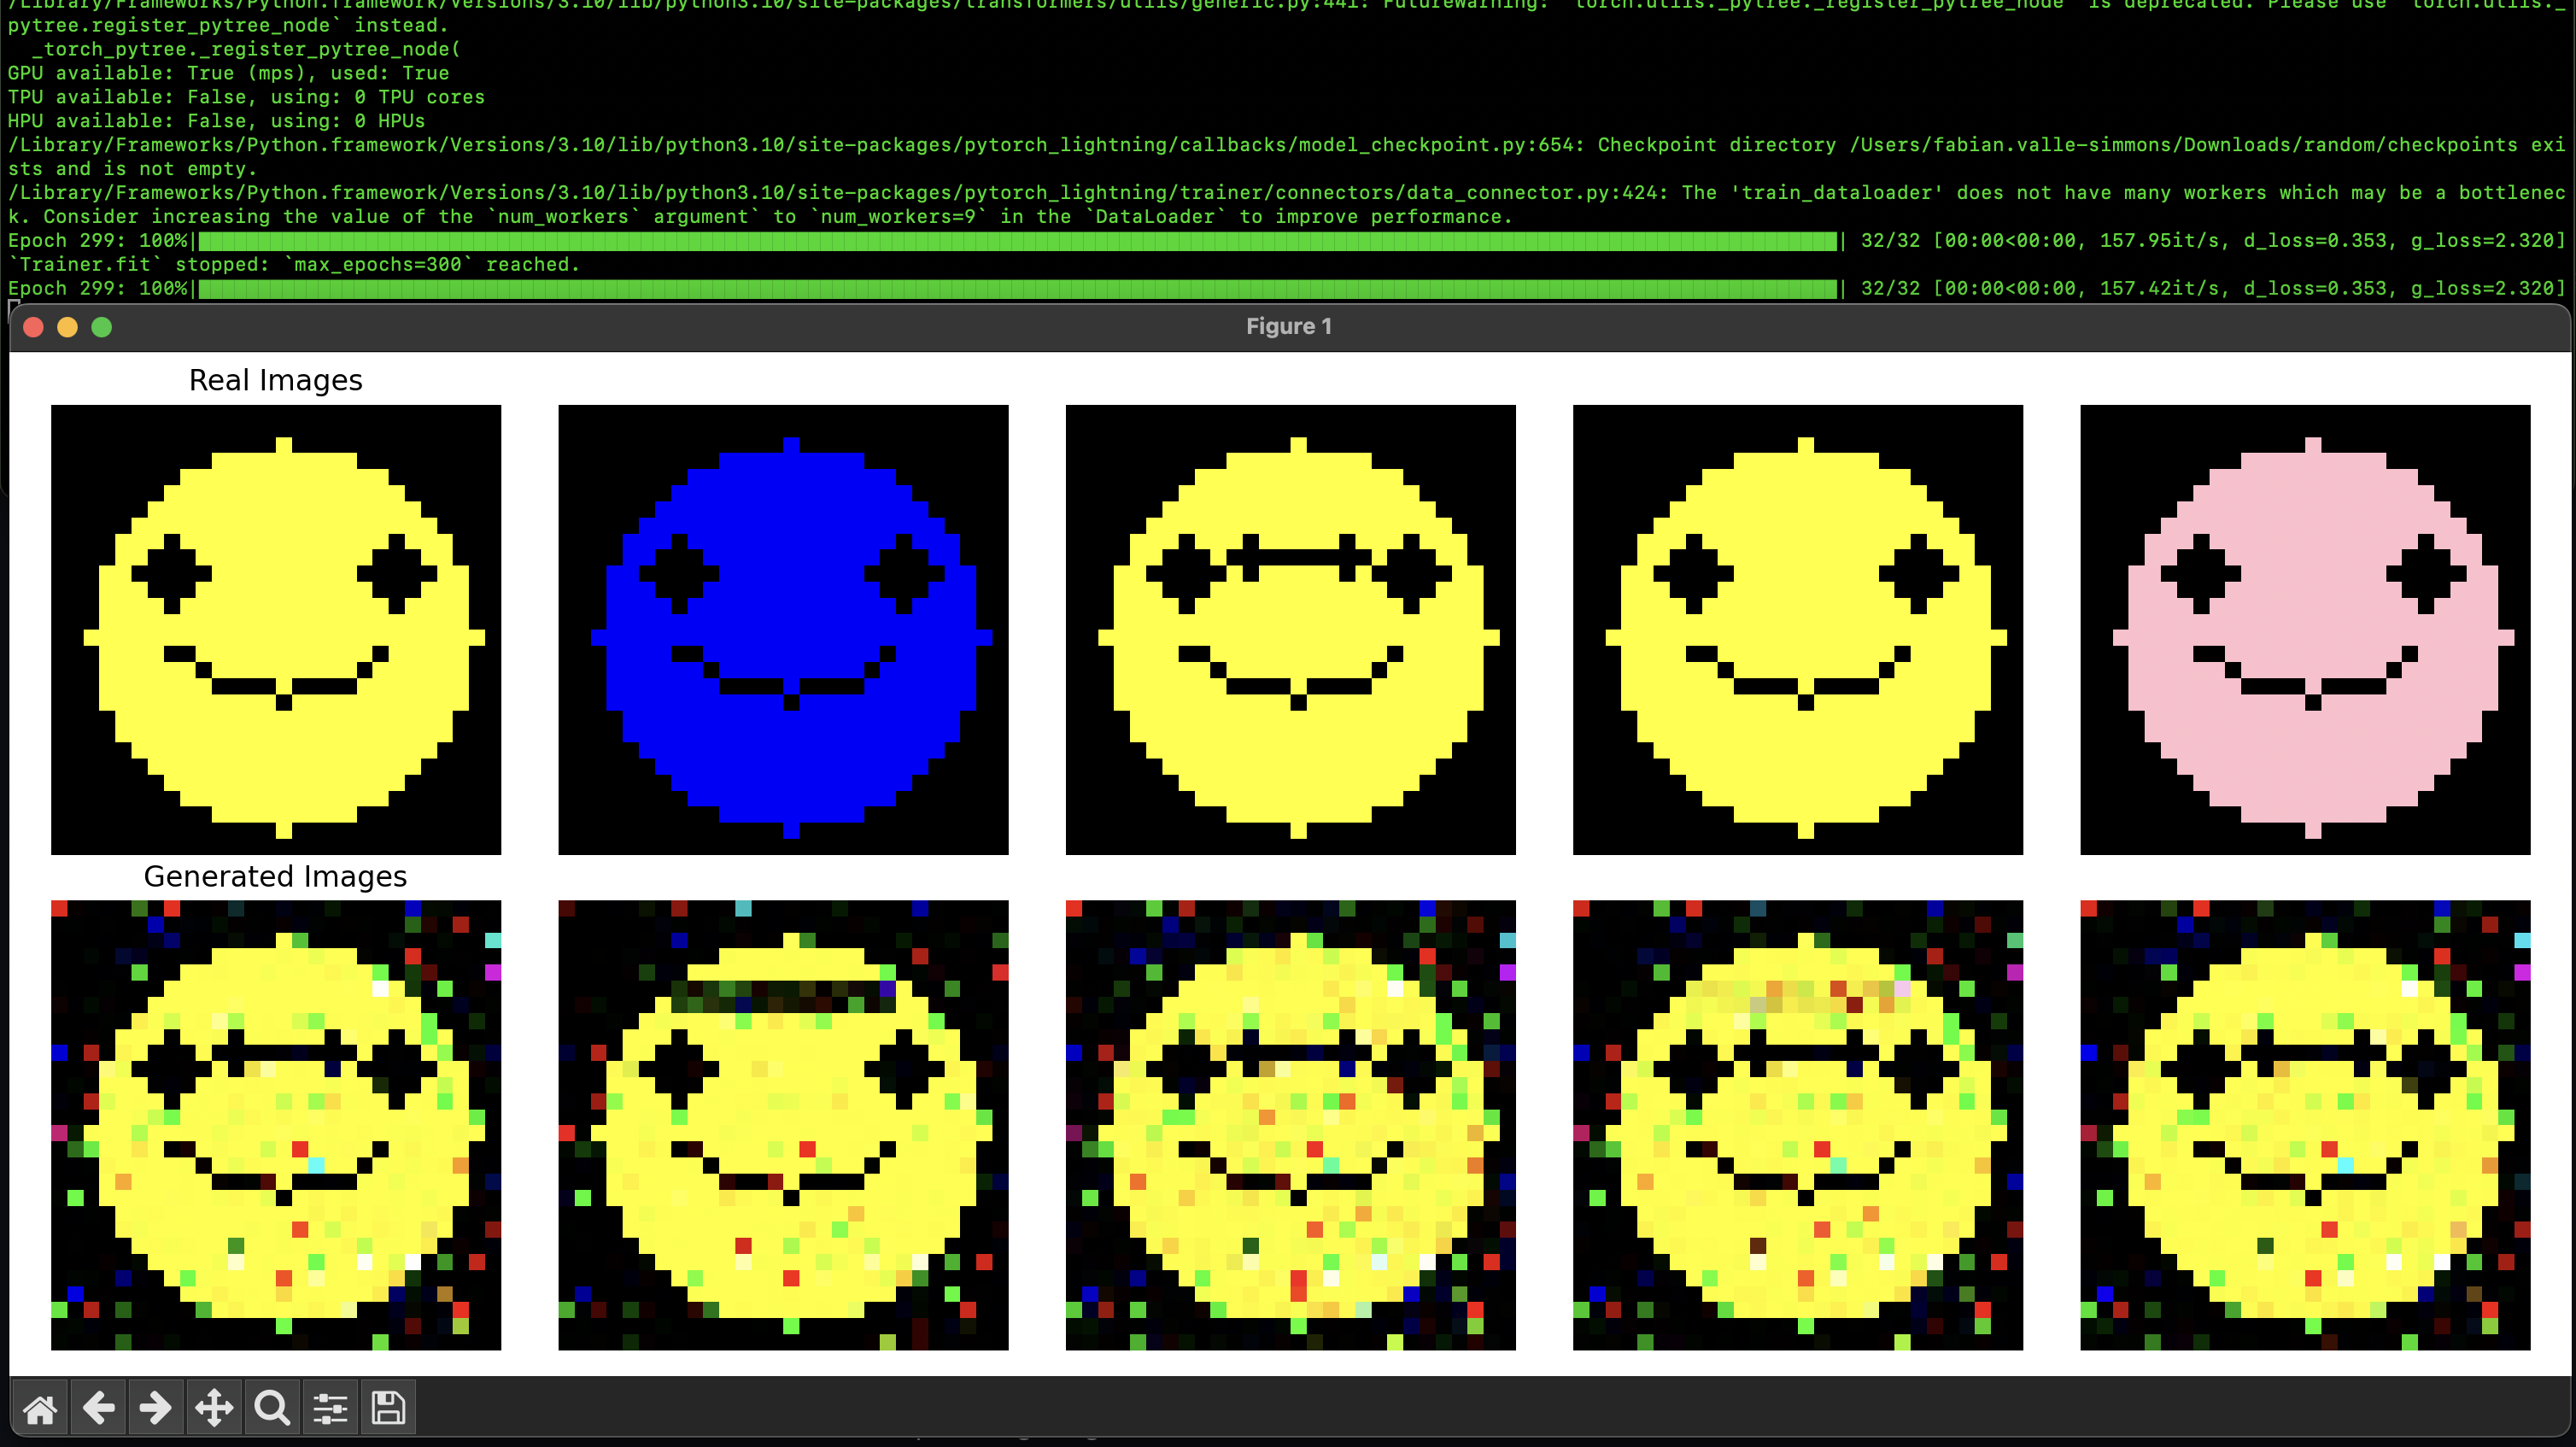 /Library/Frameworks/Python.framework/Versions/3.10/lib/python3.10/site-packages/transformers/utils/generic.py:441: FutureWarning: `torch.utils._pytree._register_pytree_node` is deprecated. Please use `torch.utils._
pytree.register_pytree_node` instead.
  _torch_pytree._register_pytree_node(
GPU available: True (mps), used: True
TPU available: False, using: 0 TPU cores
HPU available: False, using: 0 HPUs
/Library/Frameworks/Python.framework/Versions/3.10/lib/python3.10/site-packages/pytorch_lightning/callbacks/model_checkpoint.py:654: Checkpoint directory /Users/fabian.valle-simmons/Downloads/random/checkpoints exi
sts and is not empty.
/Library/Frameworks/Python.framework/Versions/3.10/lib/python3.10/site-packages/pytorch_lightning/trainer/connectors/data_connector.py:424: The 'train_dataloader' does not have many workers which may be a bottlenec
k. Consider increasing the value of the `num_workers` argument` to `num_workers=9` in the `DataLoader` to improve performance.
Epoch 299: 100%| | 32/32 [00:00<00:00, 157.95it/s, d_loss=0.353, g_loss=2.320]
`Trainer.fit` stopped: `max_epochs=300` reached.
Epoch 299: 100%| | 32/32 [00:00<00:00, 157.42it/s, d_loss=0.353, g_loss=2.320]
Figure 1
Real Images
Generated Images